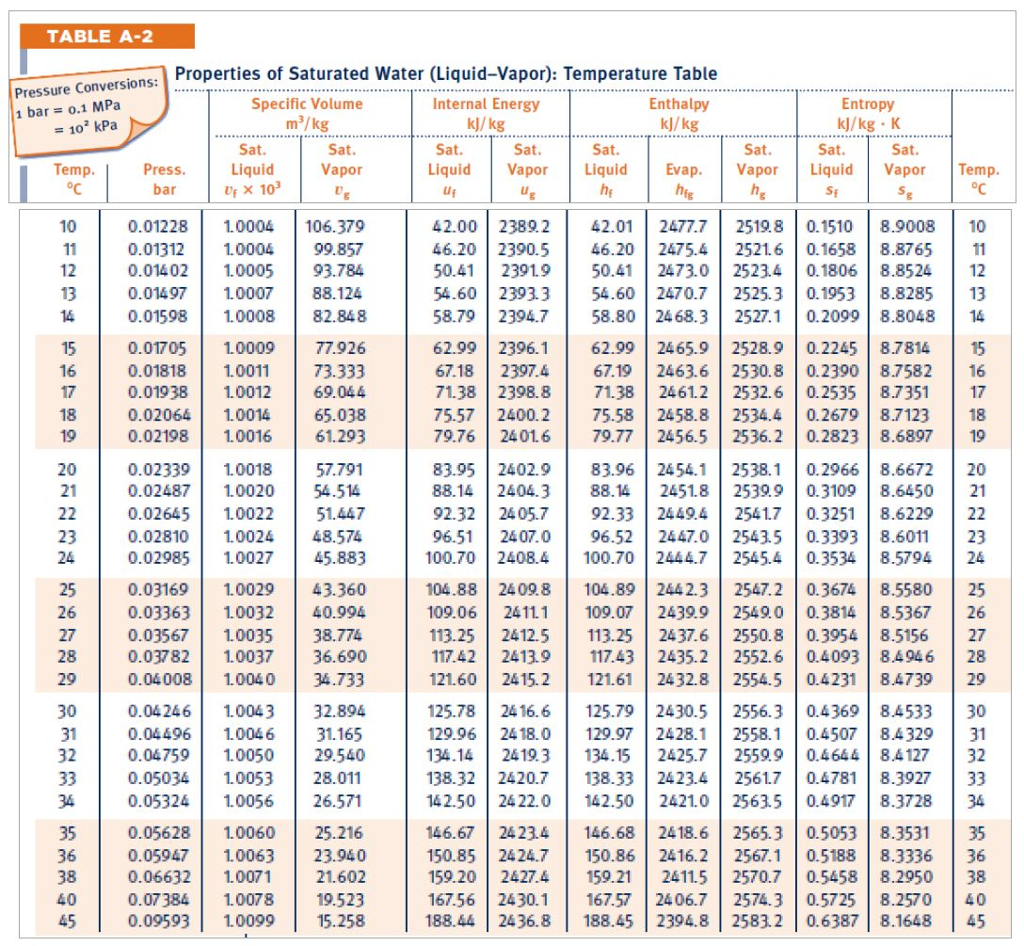 TABLE A-2
Properties of Saturated Water (Liquid–Vapor): Temperature Table
Pressure Conversions:
1 bar = 0.1 MPa
= 10² kPa
Specific Volume Internal Energy Enthalpy Entropy
m³/kg kJ/kg kJ/kg kJ/kg · K
Sat. Sat. Sat. Sat. Sat. Sat. Sat. Sat.
Temp. Press. Liquid Vapor Liquid Vapor Liquid Evap. Vapor Liquid Vapor Temp.
°C bar vf × 10³ vg uf ug hf hfg hg sf sg °C
10 0.01228 1.0004 106.379 42.00 2389.2 42.01 2477.7 2519.8 0.1510 8.9008 10
11 0.01312 1.0004 99.857 46.20 2390.5 46.20 2475.4 2521.6 0.1658 8.8765 11
12 0.01402 1.0005 93.784 50.41 2391.9 50.41 2473.0 2523.4 0.1806 8.8524 12
13 0.01497 1.0007 88.124 54.60 2393.3 54.60 2470.7 2525.3 0.1953 8.8285 13
14 0.01598 1.0008 82.848 58.79 2394.7 58.80 2468.3 2527.1 0.2099 8.8048 14
15 0.01705 1.0009 77.926 62.99 2396.1 62.99 2465.9 2528.9 0.2245 8.7814 15
16 0.01818 1.0011 73.333 67.18 2397.4 67.19 2463.6 2530.8 0.2390 8.7582 16
17 0.01938 1.0012 69.044 71.38 2398.8 71.38 2461.2 2532.6 0.2535 8.7351 17
18 0.02064 1.0014 65.038 75.57 2400.2 75.58 2458.8 2534.4 0.2679 8.7123 18
19 0.02198 1.0016 61.293 79.76 2401.6 79.77 2456.5 2536.2 0.2823 8.6897 19
20 0.02339 1.0018 57.791 83.95 2402.9 83.96 2454.1 2538.1 0.2966 8.6672 20
21 0.02487 1.0020 54.514 88.14 2404.3 88.14 2451.8 2539.9 0.3109 8.6450 21
22 0.02645 1.0022 51.447 92.32 2405.7 92.33 2449.4 2541.7 0.3251 8.6229 22
23 0.02810 1.0024 48.574 96.51 2407.0 96.52 2447.0 2543.5 0.3393 8.6011 23
24 0.02985 1.0027 45.883 100.70 2408.4 100.70 2444.7 2545.4 0.3534 8.5794 24
25 0.03169 1.0029 43.360 104.88 2409.8 104.89 2442.3 2547.2 0.3674 8.5580 25
26 0.03363 1.0032 40.994 109.06 2411.1 109.07 2439.9 2549.0 0.3814 8.5367 26
27 0.03567 1.0035 38.774 113.25 2412.5 113.25 2437.6 2550.8 0.3954 8.5156 27
28 0.03782 1.0037 36.690 117.42 2413.9 117.43 2435.2 2552.6 0.4093 8.4946 28
29 0.04008 1.0040 34.733 121.60 2415.2 121.61 2432.8 2554.5 0.4231 8.4739 29
30 0.04246 1.0043 32.894 125.78 2416.6 125.79 2430.5 2556.3 0.4369 8.4533 30
31 0.04496 1.0046 31.165 129.96 2418.0 129.97 2428.1 2558.1 0.4507 8.4329 31
32 0.04759 1.0050 29.540 134.14 2419.3 134.15 2425.7 2559.9 0.4644 8.4127 32
33 0.05034 1.0053 28.011 138.32 2420.7 138.33 2423.4 2561.7 0.4781 8.3927 33
34 0.05324 1.0056 26.571 142.50 2422.0 142.50 2421.0 2563.5 0.4917 8.3728 34
35 0.05628 1.0060 25.216 146.67 2423.4 146.68 2418.6 2565.3 0.5053 8.3531 35
36 0.05947 1.0063 23.940 150.85 2424.7 150.86 2416.2 2567.1 0.5188 8.3336 36
38 0.06632 1.0071 21.602 159.20 2427.4 159.21 2411.5 2570.7 0.5458 8.2950 38
40 0.07384 1.0078 19.523 167.56 2430.1 167.57 2406.7 2574.3 0.5725 8.2570 40
45 0.09593 1.0099 15.258 188.44 2436.8 188.45 2394.8 2583.2 0.6387 8.1648 45